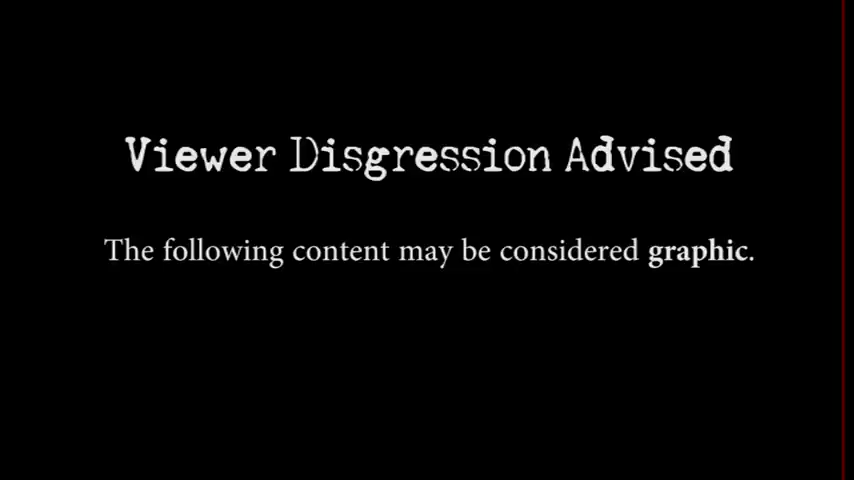 Viewer Disgression Advised
The following content may be considered graphic.